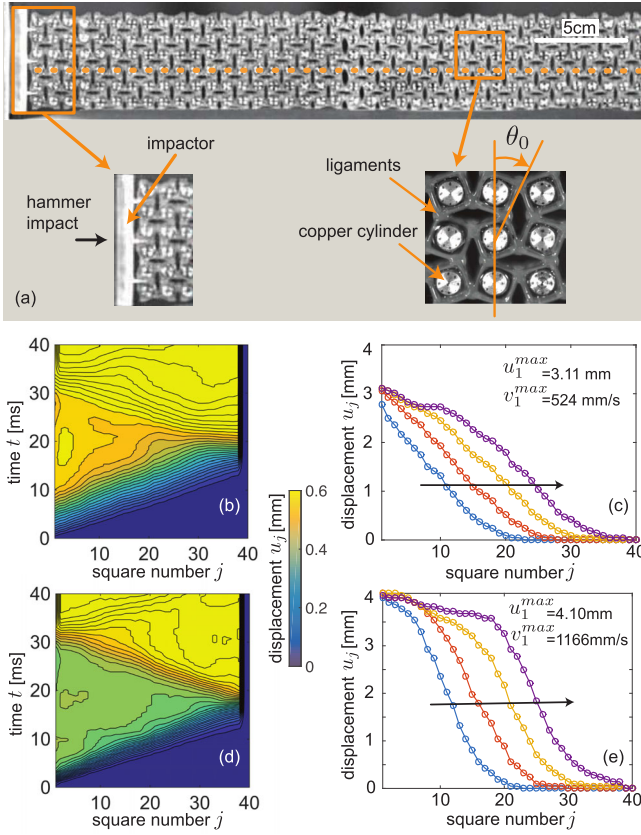 5cm
impactor
hammer
impact
ligaments
copper cylinder
θ₀
(a)
40
30
20
10
0
time t [ms]
10 20 30 40
square number j
(b)
0.6
0.4
0.2
0
displacement uⱼ [mm]
4
3
2
1
0
displacement uⱼ [mm]
u₁ᵐᵃˣ=3.11 mm
v₁ᵐᵃˣ=524 mm/s
(c)
10 20 30 40
square number j
40
30
20
10
0
time t [ms]
10 20 30 40
square number j
(d)
4
3
2
1
0
displacement uⱼ [mm]
u₁ᵐᵃˣ=4.10mm
v₁ᵐᵃˣ=1166mm/s
(e)
10 20 30 40
square number j